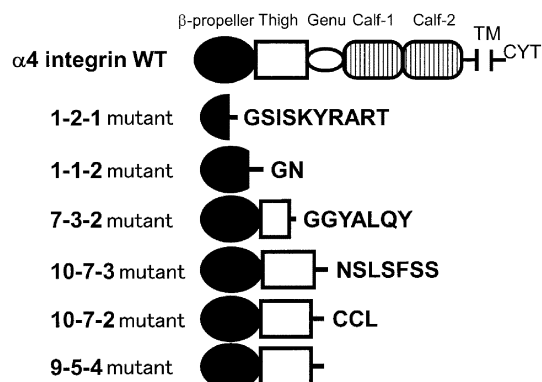 β-propeller Thigh Genu Calf-1 Calf-2
TM
CYT
α4 integrin WT
1-2-1 mutant GSISKYRART
1-1-2 mutant GN
7-3-2 mutant GGYALQY
10-7-3 mutant NSLSFSS
10-7-2 mutant CCL
9-5-4 mutant